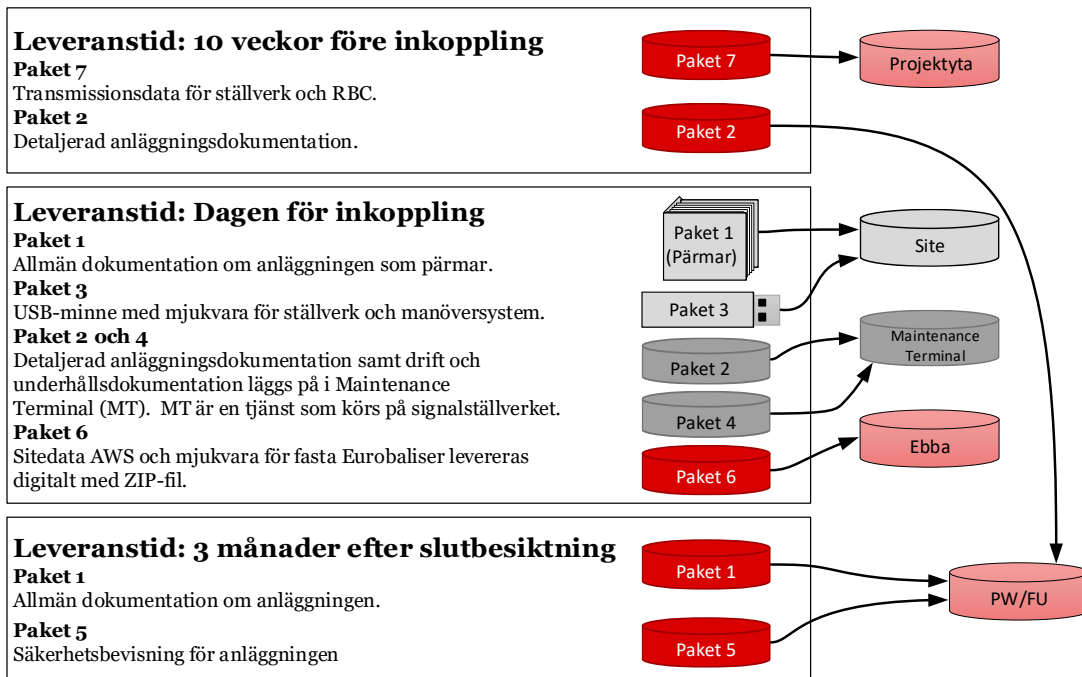 Leveranstid: 10 veckor före inkoppling
Paket 7
Transmissionsdata för ställverk och RBC.
Paket 2
Detaljerad anläggningsdokumentation.
Paket 7
Projektyta
Paket 2
Leveranstid: Dagen för inkoppling
Paket 1
Allmän dokumentation om anläggningen som pärmar.
Paket 3
USB-minne med mjukvara för ställverk och manöversystem.
Paket 2 och 4
Detaljerad anläggningsdokumentation samt drift och
underhållsdokumentation läggs på i Maintenance
Terminal (MT).  MT är en tjänst som körs på signalställverket.
Paket 6
Sitedata AWS och mjukvara för fasta Eurobaliser levereras
digitalt med ZIP-fil.
Paket 1
(Pärmar)
Site
Paket 3
Paket 2
Maintenance
Terminal
Paket 4
Ebba
Paket 6
Leveranstid: 3 månader efter slutbesiktning
Paket 1
Allmän dokumentation om anläggningen.
Paket 5
Säkerhetsbevisning för anläggningen
Paket 1
PW/FU
Paket 5